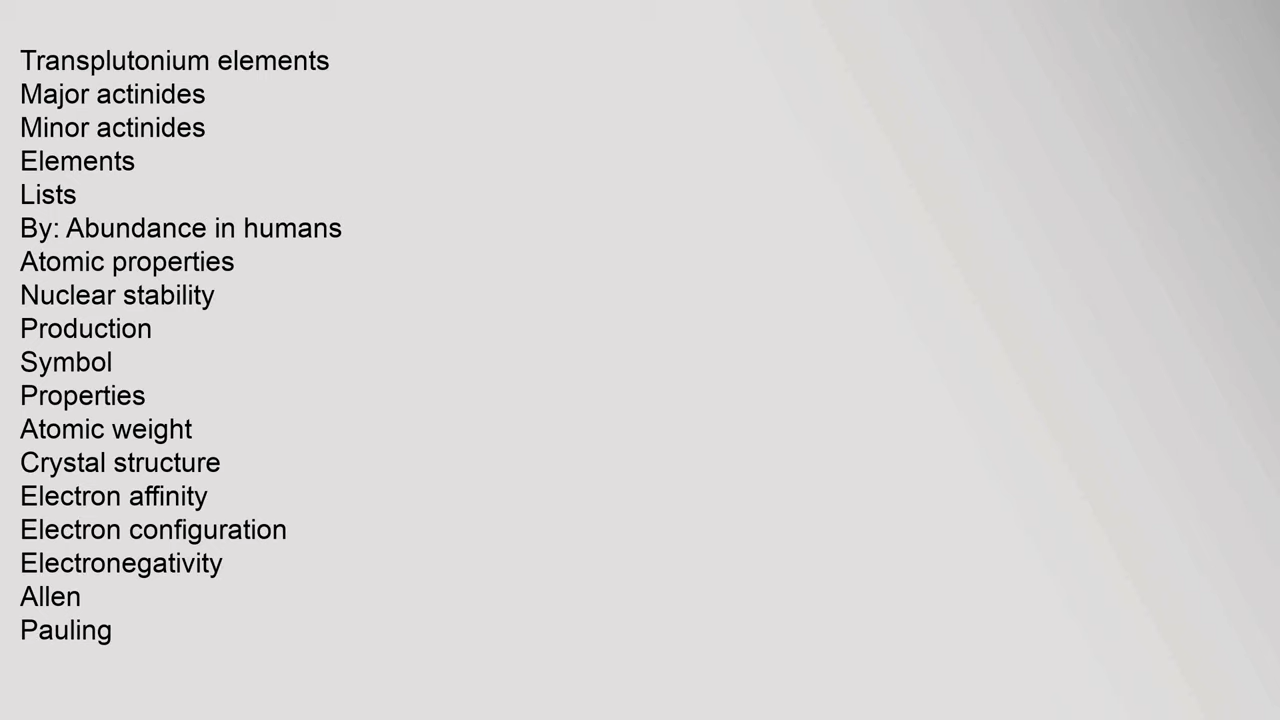 Transplutonium elements
Major actinides
Minor actinides
Elements
Lists
By: Abundance in humans
Atomic properties
Nuclear stability
Production
Symbol
Properties
Atomic weight
Crystal structure
Electron affinity
Electron configuration
Electronegativity
Allen
Pauling